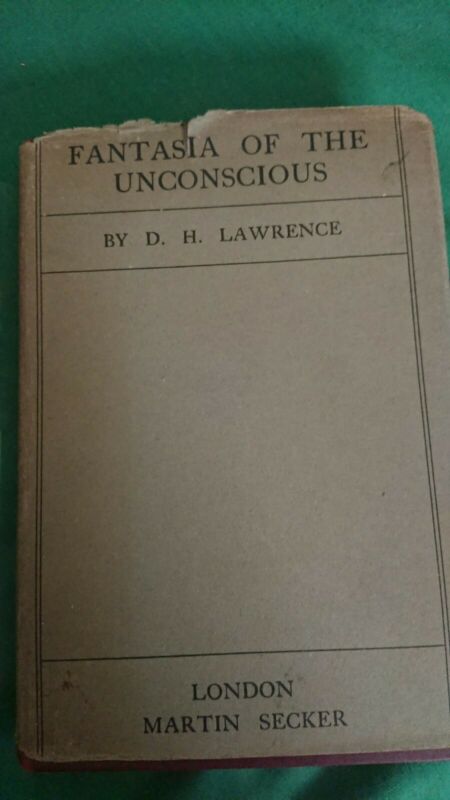 FANTASIA OF THE
UNCONSCIOUS
BY D. H. LAWRENCE
LONDON
MARTIN SECKER